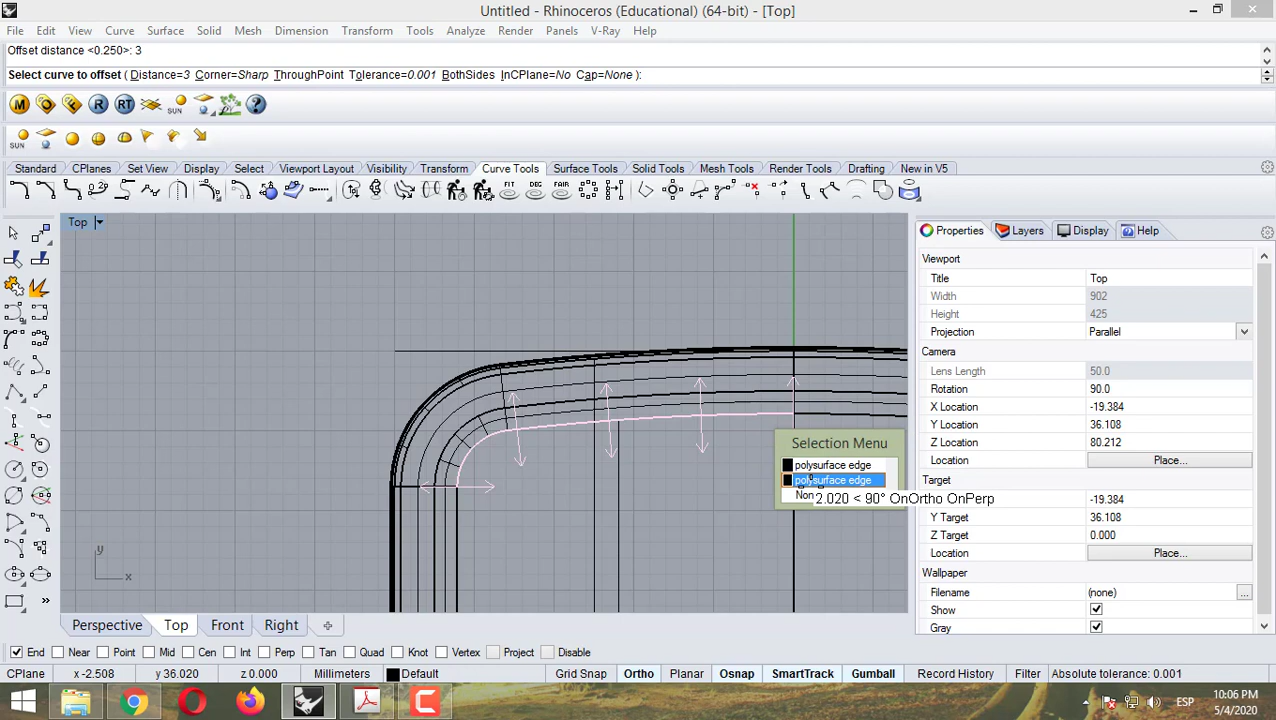 Untitled - Rhinoceros (Educational) (64-bit) - [Top]
File Edit View Curve Surface Solid Mesh Dimension Transform Tools Analyze Render Panels V-Ray Help
Offset distance <0.250>: 3
Select curve to offset ( Distance=3 Corner=Sharp ThroughPoint Tolerance=0.001 BothSides InCPlane=No Cap=None ):
M R RT SUN ?
SUN
Standard CPlanes Set View Display Select Viewport Layout Visibility Transform Curve Tools Surface Tools Solid Tools Mesh Tools Render Tools Drafting New in V5
FIT DEG FAIR
Top
Properties Layers Display Help
Viewport
Title Top
Width 902
Height 425
Projection Parallel
Camera
Lens Length 50.0
Rotation 90.0
X Location -19.384
Y Location 36.108
Z Location 80.212
Location Place...
Target
-19.384
Y Target 36.108
Z Target 0.000
Location Place...
Wallpaper
Filename (none) ...
Show
Gray
Selection Menu
polysurface edge
polysurface edge
Non
2.020 < 90° OnOrtho OnPerp
y
x
Perspective Top Front Right
End Near Point Mid Cen Int Perp Tan Quad Knot Vertex Project Disable
CPlane x -2.508 y 36.020 z 0.000 Millimeters Default Grid Snap Ortho Planar Osnap SmartTrack Gumball Record History Filter Absolute tolerance: 0.001
ESP
10:06 PM
5/4/2020